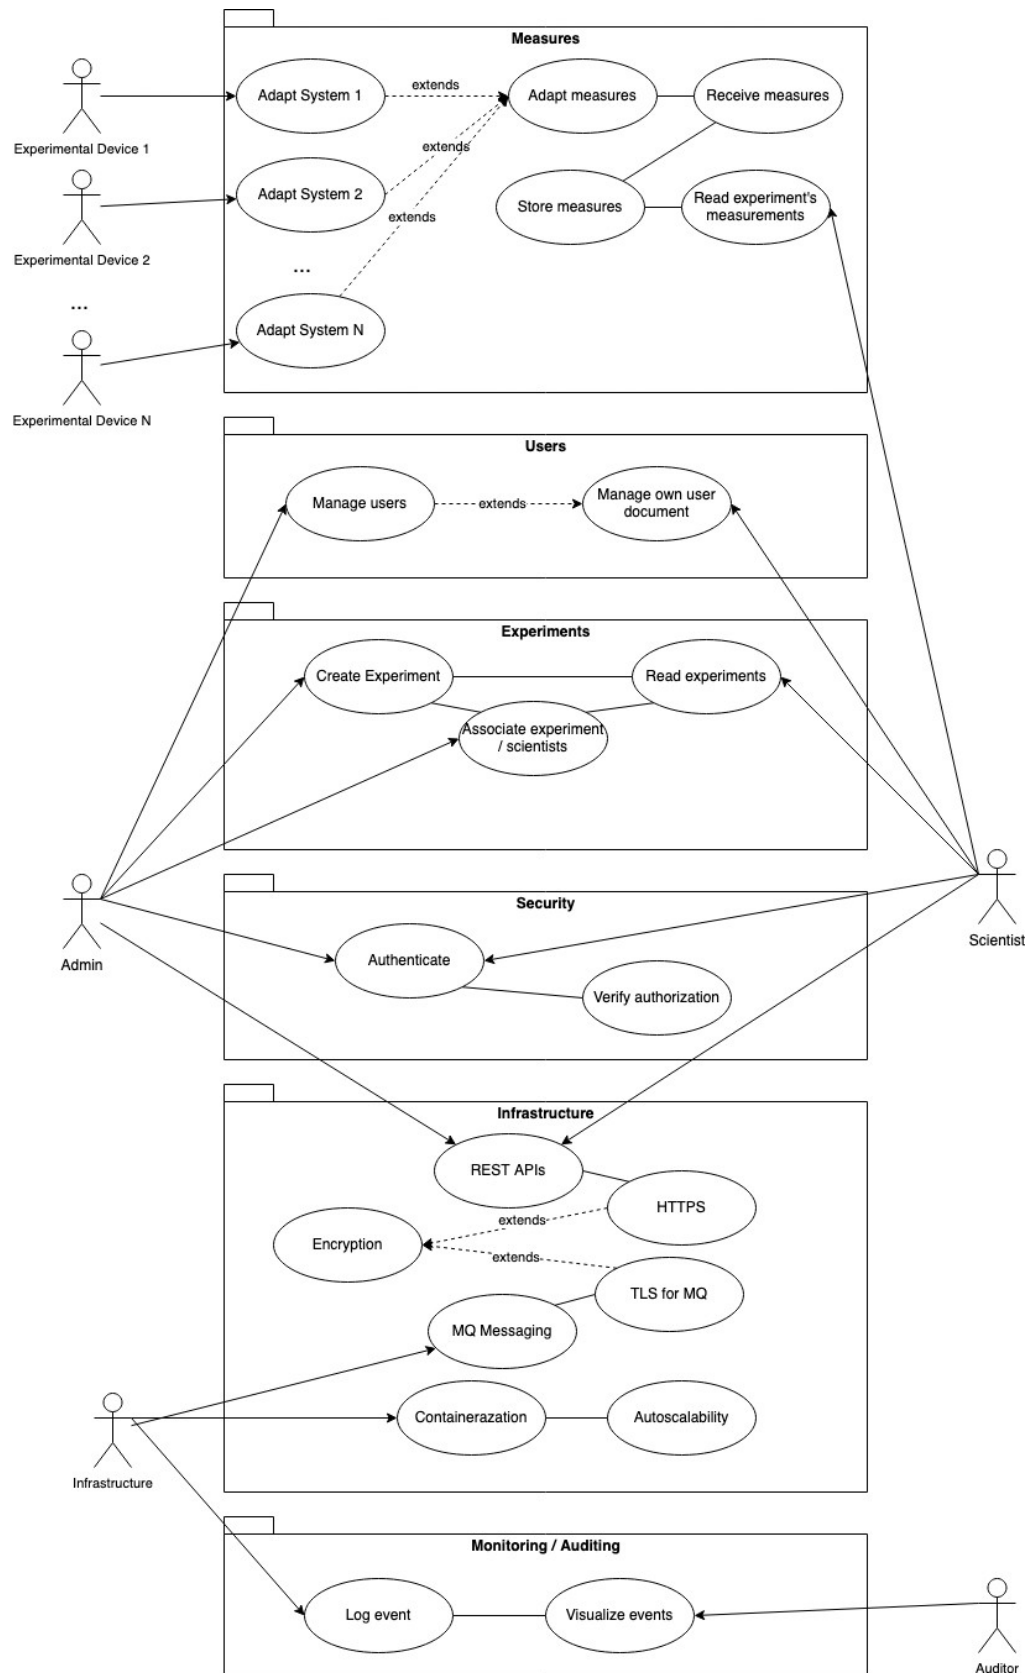 Measures
Experimental Device 1
Adapt System 1
extends
Adapt measures
Receive measures
Experimental Device 2
Adapt System 2
extends
extends
Store measures
Read experiment's
measurements
...
...
Experimental Device N
Adapt System N
Users
Manage users
extends
Manage own user
document
Experiments
Create Experiment
Read experiments
Associate experiment
/ scientists
Admin
Scientist
Security
Authenticate
Verify authorization
Infrastructure
REST APIs
HTTPS
extends
Encryption
extends
TLS for MQ
MQ Messaging
Infrastructure
Containerazation
Autoscalability
Monitoring / Auditing
Log event
Visualize events
Auditor